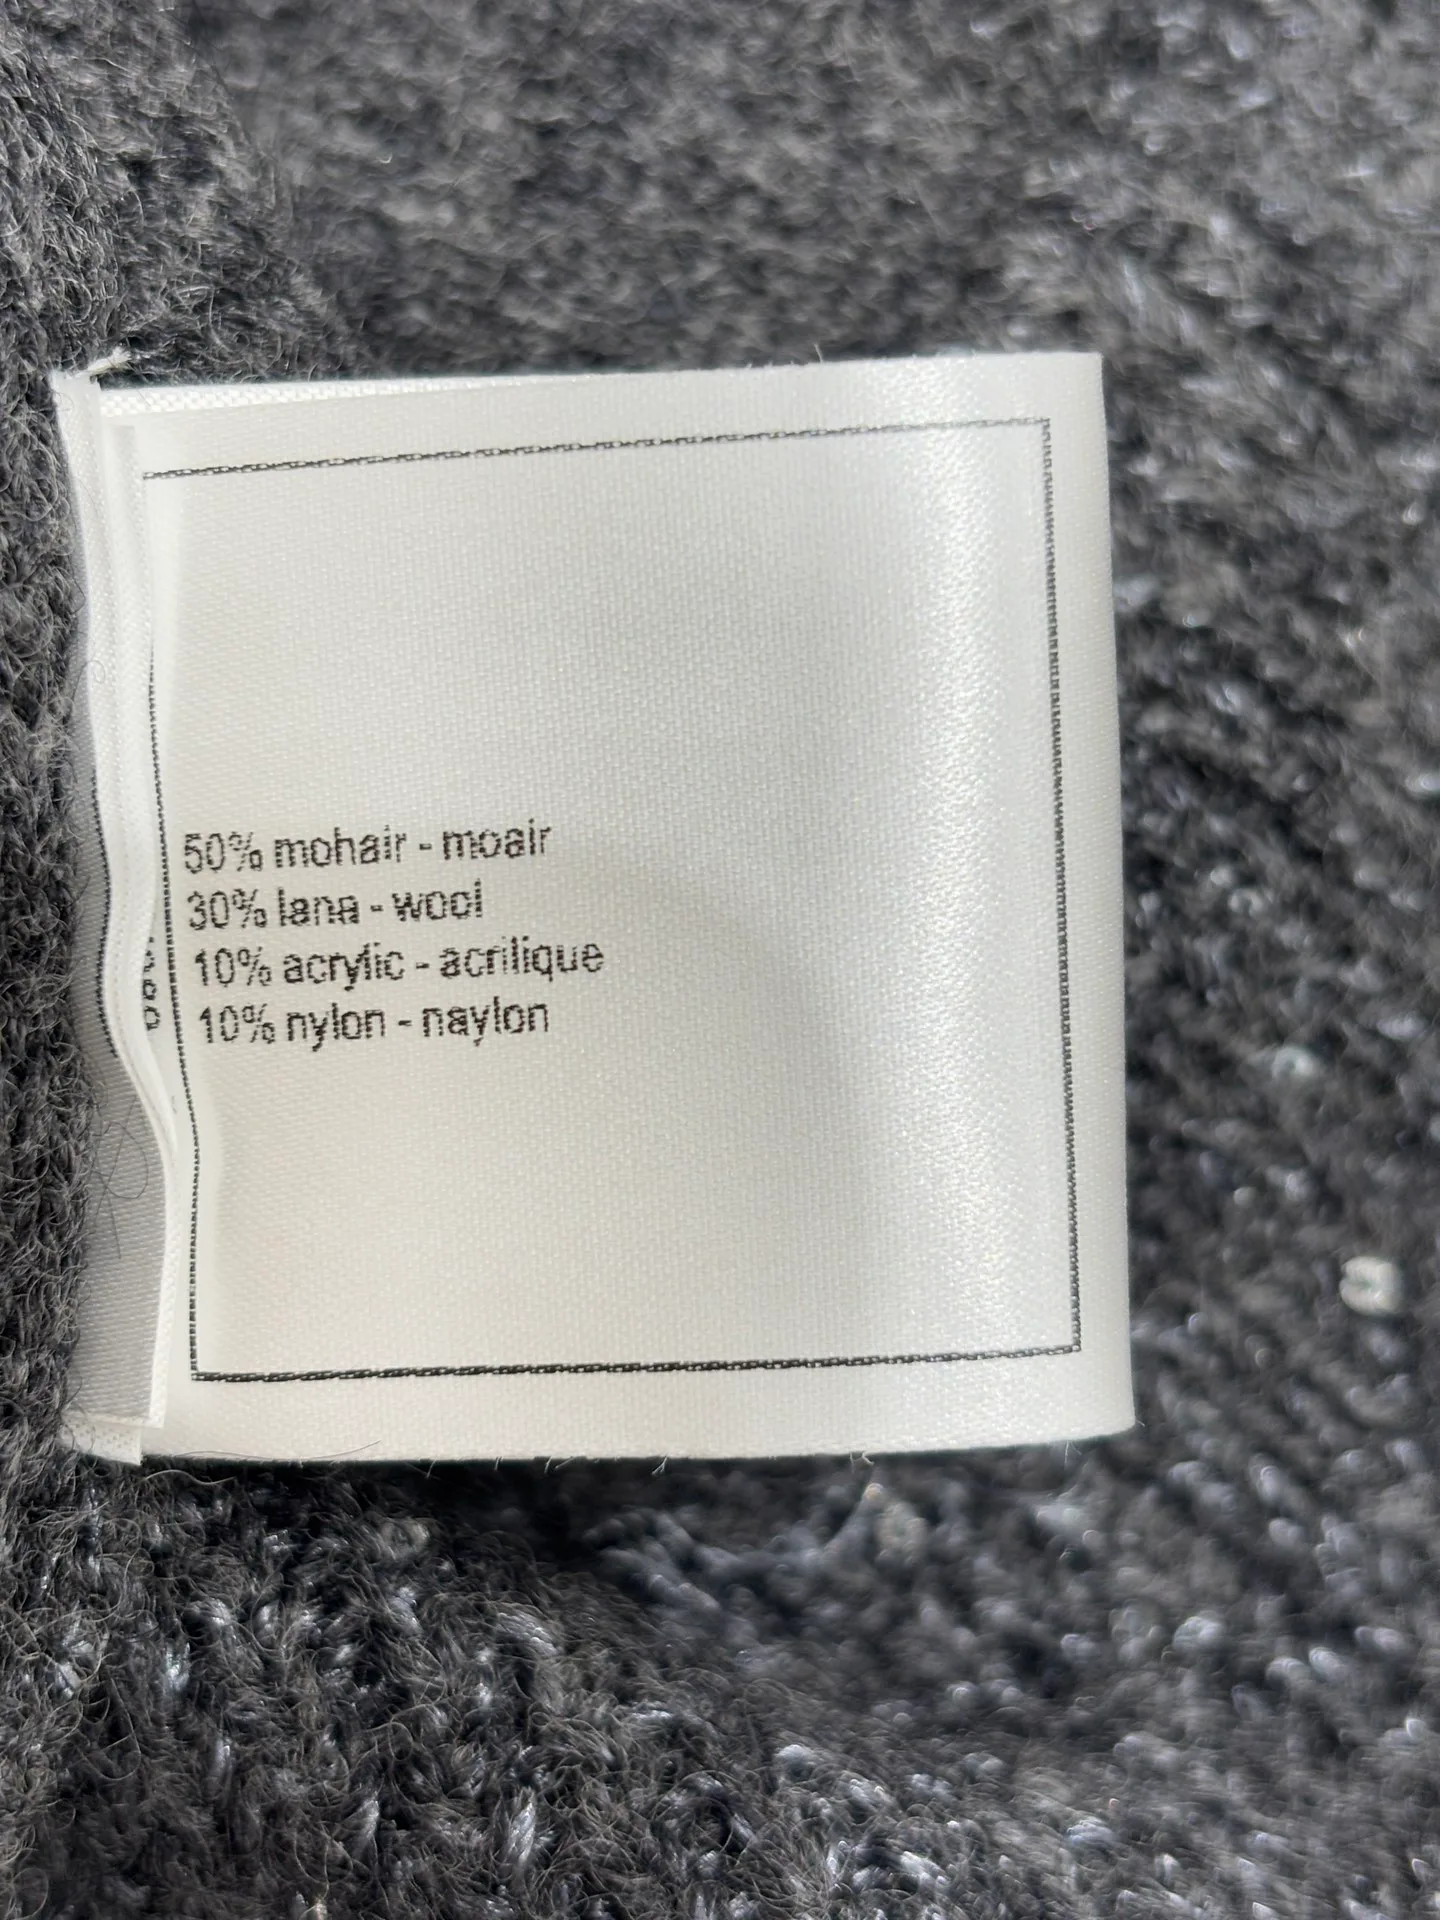 50% mohair - moair
30% lana - wool
10% acrylic - acrilique
10% nylon - naylon